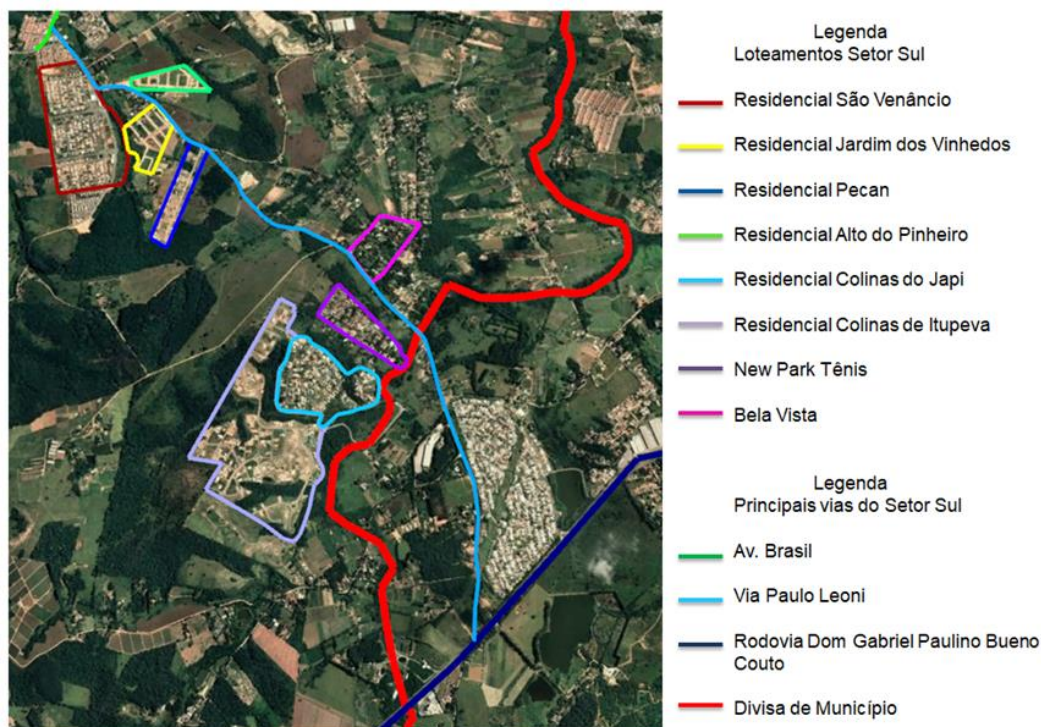 Legenda
Loteamentos Setor Sul
Residencial São Venâncio
Residencial Jardim dos Vinhedos
Residencial Pecan
Residencial Alto do Pinheiro
Residencial Colinas do Japi
Residencial Colinas de Itupeva
New Park Tênis
Bela Vista
Legenda
Principais vias do Setor Sul
Av. Brasil
Via Paulo Leoni
Rodovia Dom Gabriel Paulino Bueno
Couto
Divisa de Município